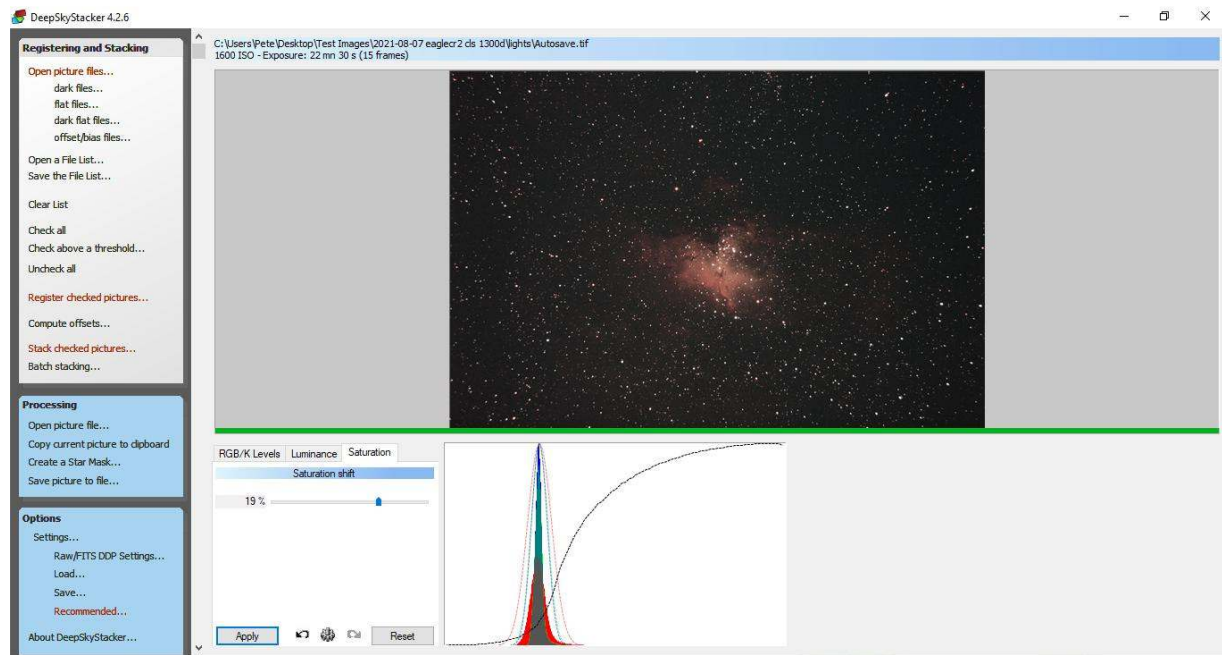 DeepSkyStacker 4.2.6
Registering and Stacking
Open picture files...
dark files...
flat files...
dark flat files...
offset/bias files...
Open a File List...
Save the File List...
Clear List
Check all
Check above a threshold...
Uncheck all
Register checked pictures...
Compute offsets...
Stack checked pictures...
Batch stacking...
Processing
Open picture file...
Copy current picture to clipboard
Create a Star Mask...
Save picture to file...
Options
Settings...
Raw/FITS DDP Settings...
Load...
Save...
Recommended...
About DeepSkyStacker...
C:\Users\Pete\Desktop\Test Images\2021-08-07 eaglecr2 cls 1300d\lights\Autosave.tif
1600 ISO - Exposure: 22 mn 30 s (15 frames)
RGB/K Levels Luminance Saturation
Saturation shift
19 %
Apply Reset